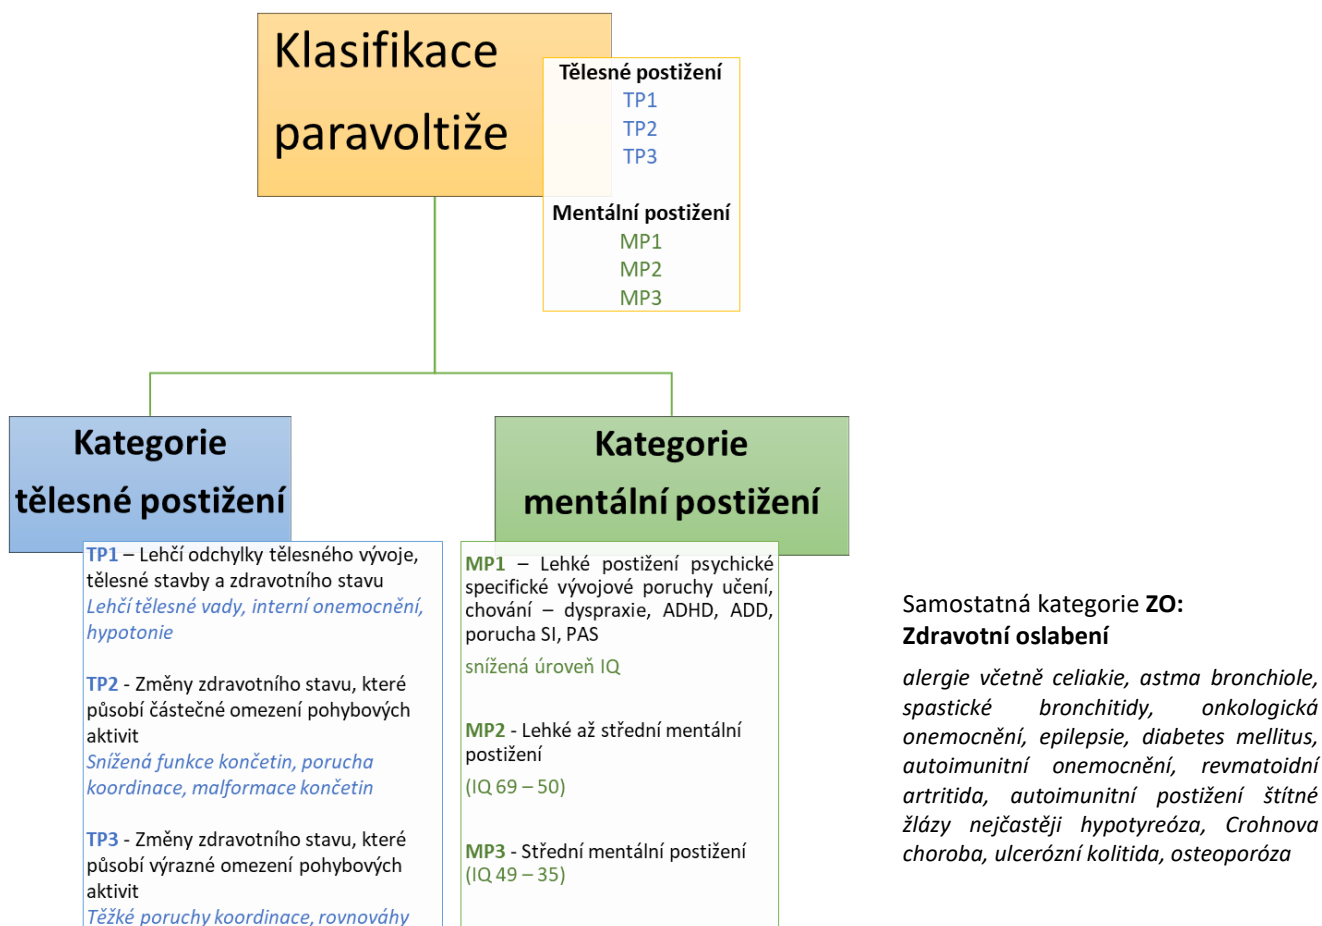 Klasifikace
paravoltiže
Tělesné postižení
TP1
TP2
TP3
Mentální postižení
MP1
MP2
MP3
Kategorie
tělesné postižení
TP1 – Lehčí odchylky tělesného vývoje,
tělesné stavby a zdravotního stavu
Lehčí tělesné vady, interní onemocnění,
hypotonie
TP2 - Změny zdravotního stavu, které
působí částečné omezení pohybových
aktivit
Snížená funkce končetin, porucha
koordinace, malformace končetin
TP3 - Změny zdravotního stavu, které
působí výrazné omezení pohybových
aktivit
Těžké poruchy koordinace, rovnováhy
Kategorie
mentální postižení
MP1 – Lehké postižení psychické
specifické vývojové poruchy učení,
chování – dyspraxie, ADHD, ADD,
porucha SI, PAS
snížená úroveň IQ
MP2 - Lehké až střední mentální
postižení
(IQ 69 – 50)
MP3 - Střední mentální postižení
(IQ 49 – 35)
Samostatná kategorie ZO:
Zdravotní oslabení
alergie včetně celiakie, astma bronchiole,
spastické bronchitidy, onkologická
onemocnění, epilepsie, diabetes mellitus,
autoimunitní onemocnění, revmatoidní
artritida, autoimunitní postižení štítné
žlázy nejčastěji hypotyreóza, Crohnova
choroba, ulcerózní kolitida, osteoporóza